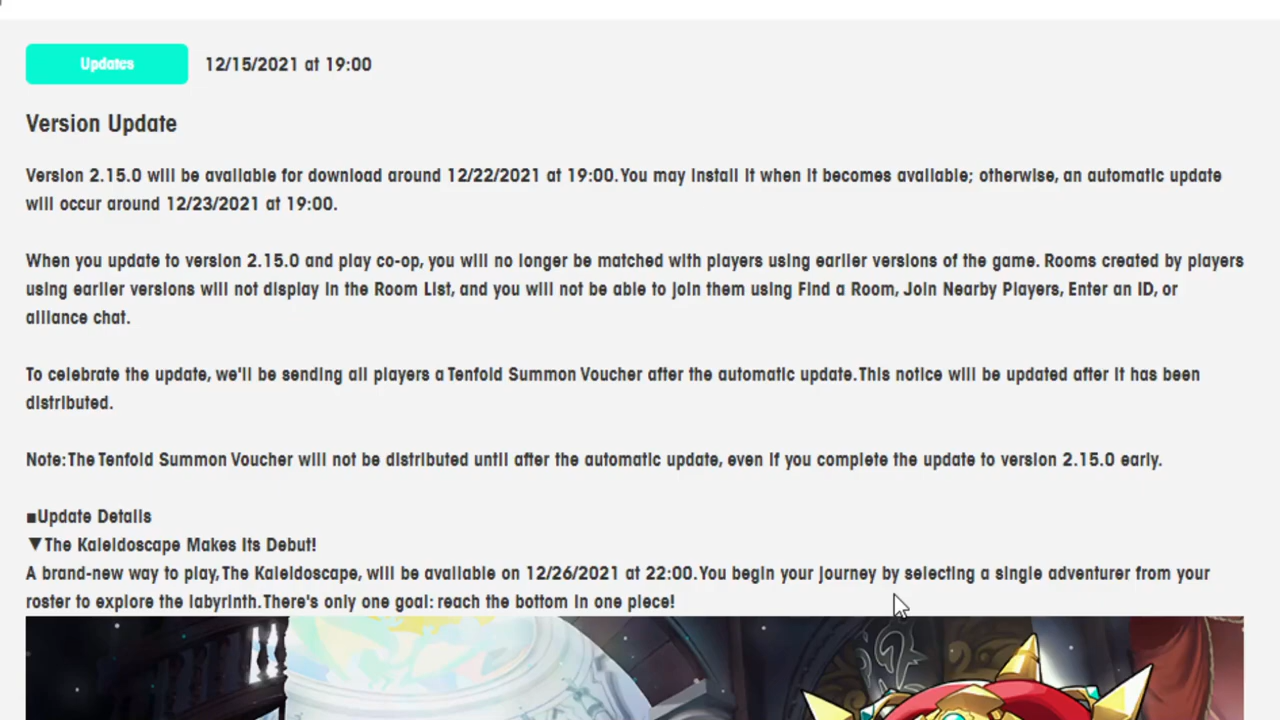 Updates 12/15/2021 at 19:00
Version Update
Version 2.15.0 will be available for download around 12/22/2021 at 19:00. You may install it when it becomes available; otherwise, an automatic update
will occur around 12/23/2021 at 19:00.
When you update to version 2.15.0 and play co-op, you will no longer be matched with players using earlier versions of the game. Rooms created by players
using earlier versions will not display in the Room List, and you will not be able to join them using Find a Room, Join Nearby Players, Enter an ID, or
alliance chat.
To celebrate the update, we'll be sending all players a Tenfold Summon Voucher after the automatic update. This notice will be updated after it has been
distributed.
Note: The Tenfold Summon Voucher will not be distributed until after the automatic update, even if you complete the update to version 2.15.0 early.
■Update Details
▼The Kaleidoscape Makes Its Debut!
A brand-new way to play, The Kaleidoscape, will be available on 12/26/2021 at 22:00. You begin your journey by selecting a single adventurer from your
roster to explore the labyrinth. There's only one goal: reach the bottom in one piece!